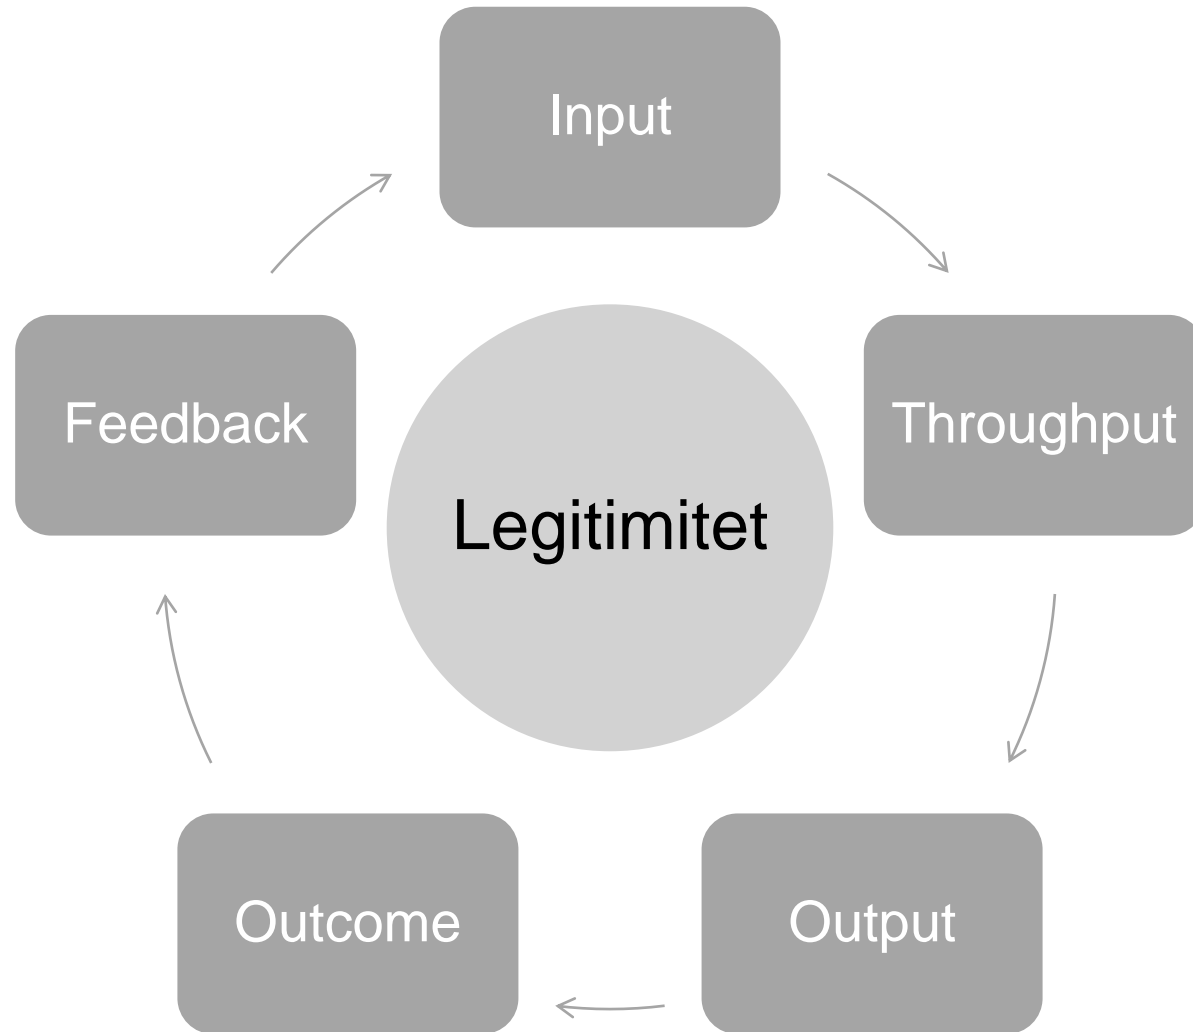 Input
Throughput
Output
Outcome
Feedback
Legitimitet